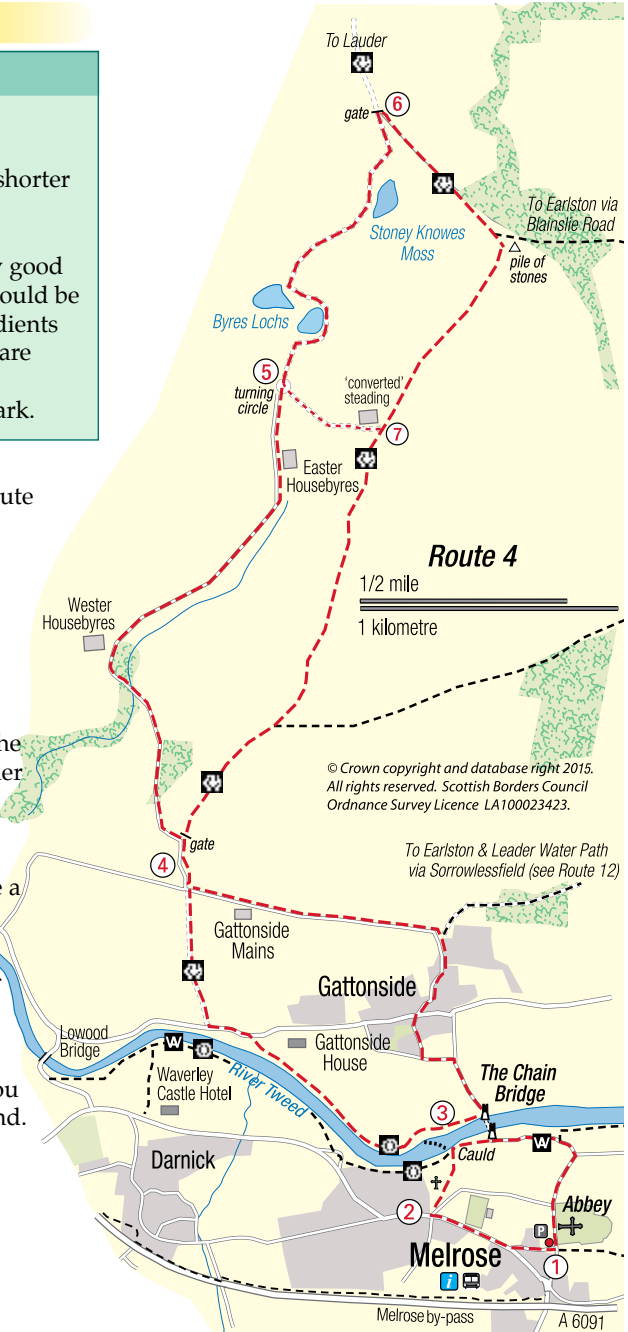 shorter
good
ould be
dients
are
ark.
ute
he
er
e a
ou
nd.
To Lauder
6
gate
To Earlston via
Blainslie Road
Stoney Knowes
Moss
pile of
stones
Byres Lochs
5
turning
circle
'converted'
steading
7
Easter
Housebyres
Route 4
1/2 mile
1 kilometre
Wester
Housebyres
© Crown copyright and database right 2015.
All rights reserved. Scottish Borders Council
Ordnance Survey Licence LA100023423.
gate
4
To Earlston & Leader Water Path
via Sorrowlessfield (see Route 12)
Gattonside
Mains
Gattonside
Lowood
Bridge
W
Gattonside
House
Waverley
Castle Hotel
River Tweed
The Chain
Bridge
3
Cauld
W
Darnick
2
Abbey
P
Melrose
1
i
Melrose by-pass
A 6091